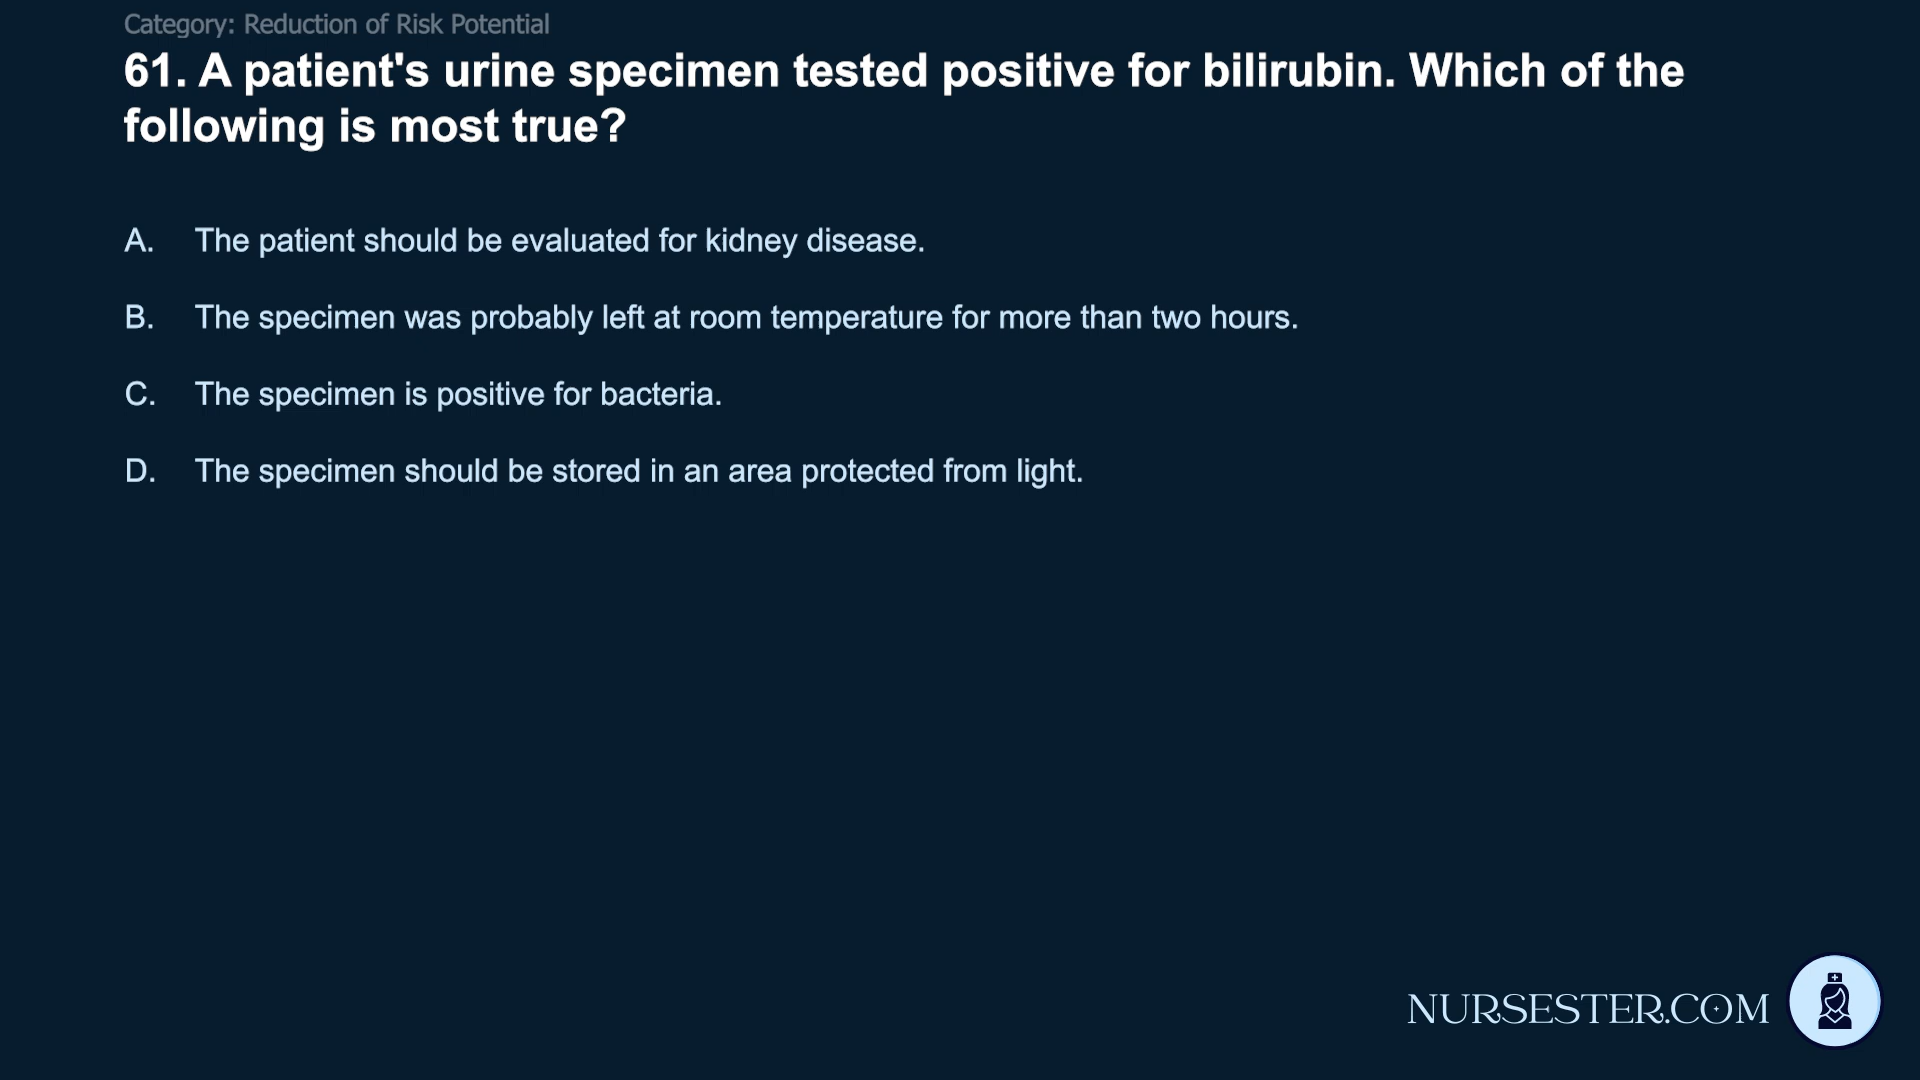 Category: Reduction of Risk Potential
61. A patient's urine specimen tested positive for bilirubin. Which of the
following is most true?
A. The patient should be evaluated for kidney disease.
B. The specimen was probably left at room temperature for more than two hours.
C. The specimen is positive for bacteria.
D. The specimen should be stored in an area protected from light.
NURSESTER.COM